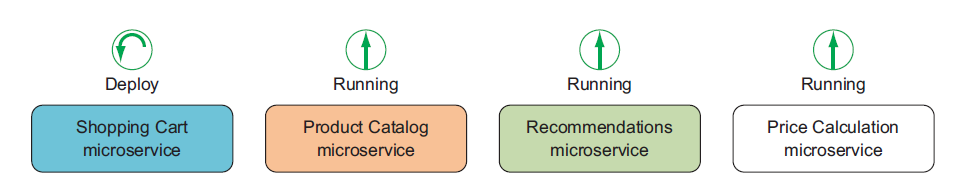 Deploy
Running
Running
Running
Shopping Cart
microservice
Product Catalog
microservice
Recommendations
microservice
Price Calculation
microservice